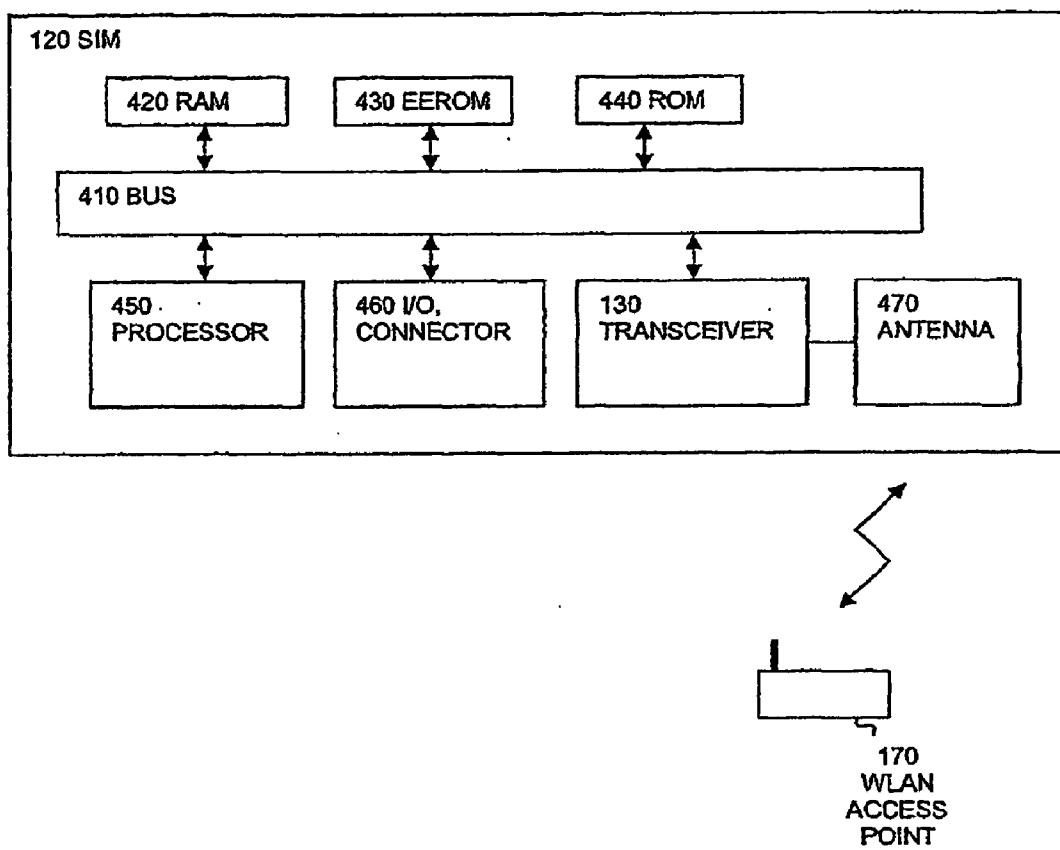 120 SIM
420 RAM
430 EEROM
440 ROM
410 BUS
450
PROCESSOR
460 I/O,
CONNECTOR
130
TRANSCEIVER
470
ANTENNA
170
WLAN
ACCESS
POINT